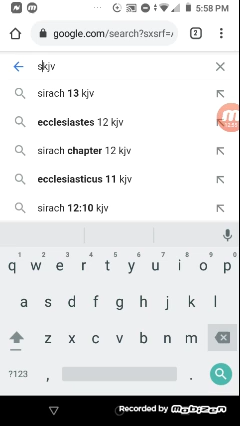 5:58 PM
google.com/search?sxsrf=
2
skjv
sirach 13 kjv
ecclesiastes 12 kjv
sirach chapter 12 kjv
ecclesiasticus 11 kjv
sirach 12:10 kjv
1 2 3 4 5 6 7 8 9 0
q w e r t y u i o p
a s d f g h j k l
z x c v b n m
?123 , .
Recorded by mobizen